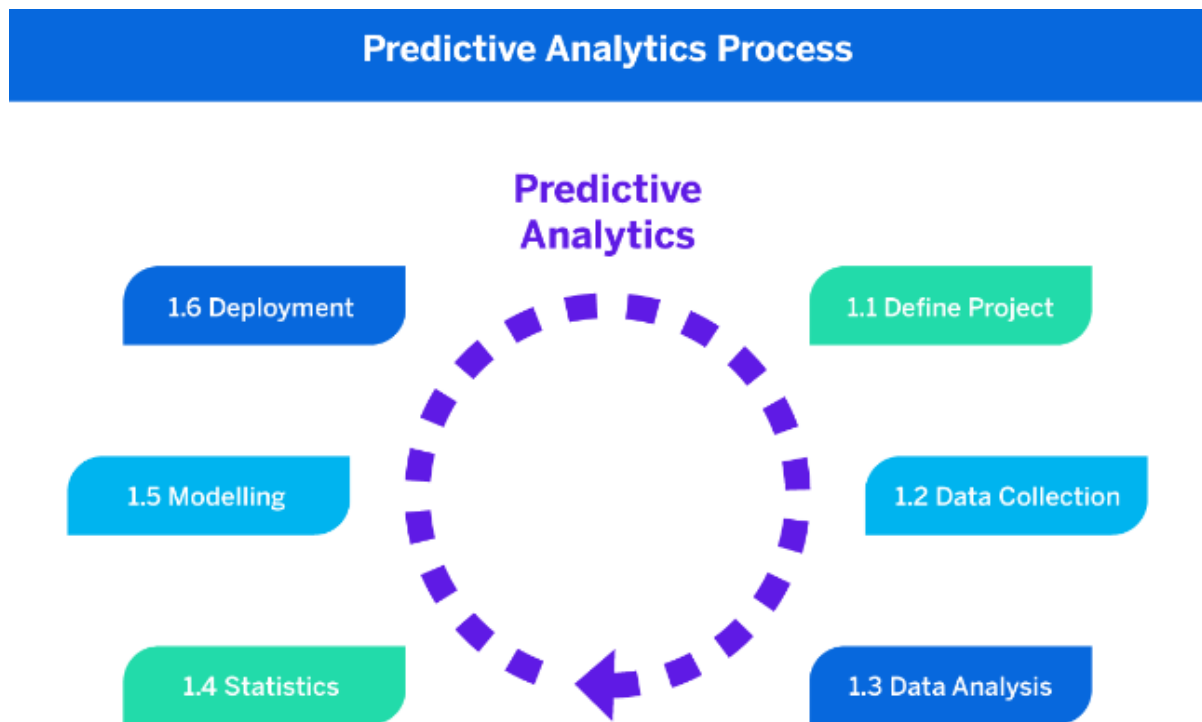 Predictive Analytics Process
Predictive
Analytics
1.6 Deployment
1.1 Define Project
1.5 Modelling
1.2 Data Collection
1.4 Statistics
1.3 Data Analysis